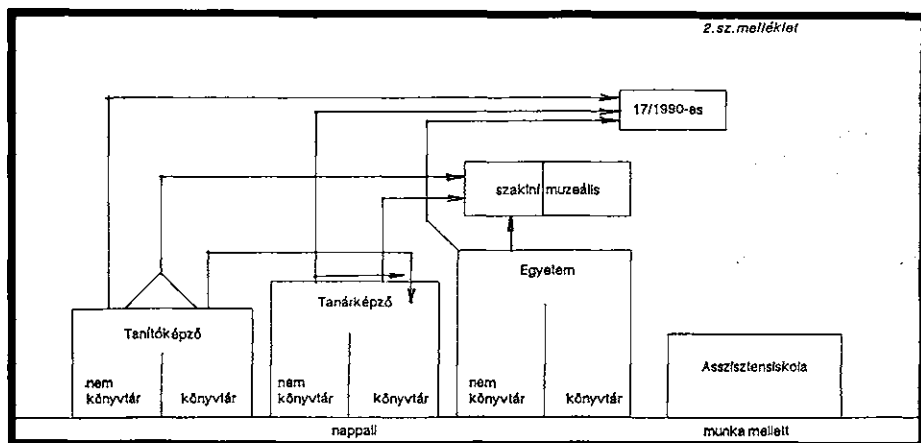 2.sz.melléklet
17/1990-es
szakinf muzeális
Egyetem
Tanárképző
Tanítóképző
Asszisztensiskola
nem
könyvtár könyvtár
nem
könyvtár könyvtár
nem
könyvtár könyvtár
nappali munka mellett